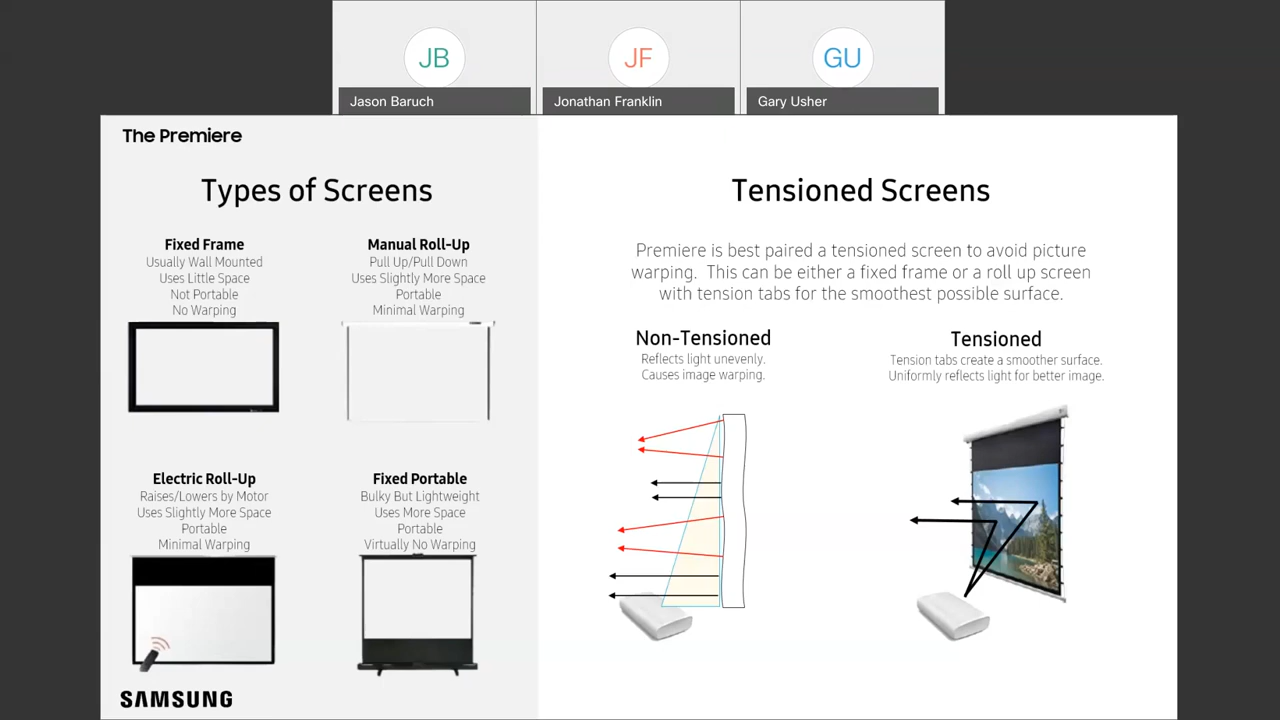 JB
JF
GU
Jason Baruch
Jonathan Franklin
Gary Usher
The Premiere
Types of Screens
Fixed Frame
Usually Wall Mounted
Uses Little Space
Not Portable
No Warping
Manual Roll-Up
Pull Up/Pull Down
Uses Slightly More Space
Portable
Minimal Warping
Electric Roll-Up
Raises/Lowers by Motor
Uses Slightly More Space
Portable
Minimal Warping
Fixed Portable
Bulky But Lightweight
Uses More Space
Portable
Virtually No Warping
SAMSUNG
Tensioned Screens
Premiere is best paired a tensioned screen to avoid picture
warping. This can be either a fixed frame or a roll up screen
with tension tabs for the smoothest possible surface.
Non-Tensioned
Reflects light unevenly.
Causes image warping.
Tensioned
Tension tabs create a smoother surface.
Uniformly reflects light for better image.